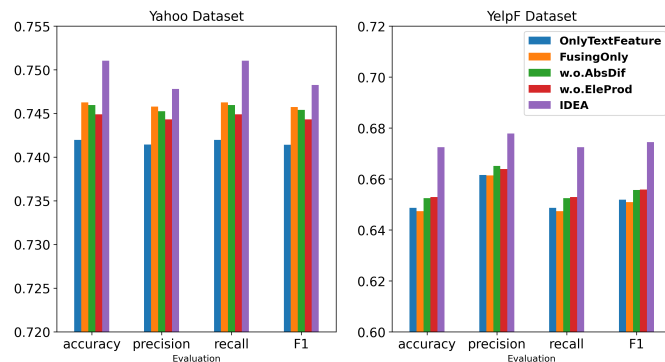 Yahoo Dataset
0.755
0.750
0.745
0.740
0.735
0.730
0.725
0.720
accuracy precision recall F1
Evaluation
YelpF Dataset
0.72
0.70
0.68
0.66
0.64
0.62
0.60
OnlyTextFeature
FusingOnly
w.o.AbsDif
w.o.EleProd
IDEA
accuracy precision recall F1
Evaluation